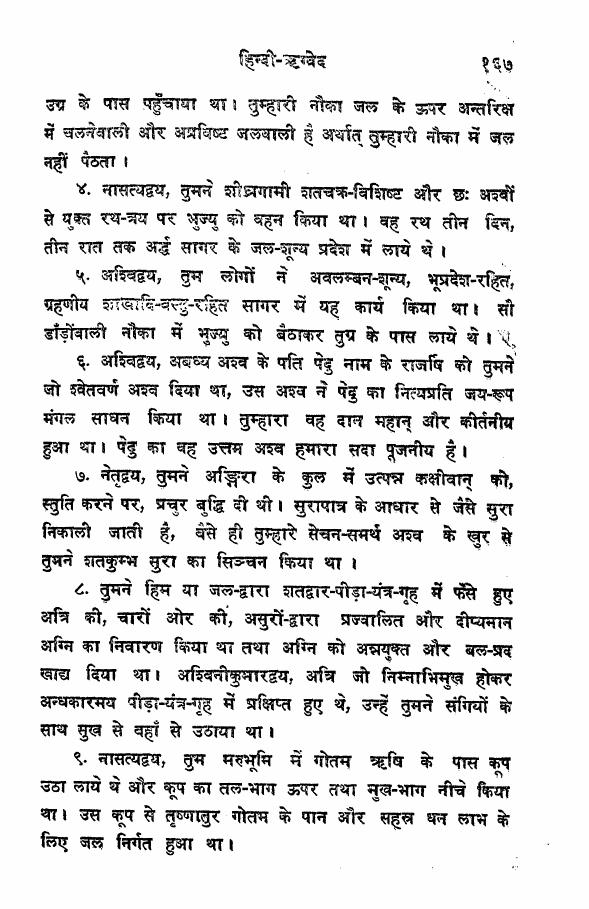 हिन्दी-ऋग्वेद १६७
उग्र के पास पहुँचाया था। तुम्हारी नौका जल के ऊपर अन्तरिक्ष
में चलनेवाली और अप्रविष्ट जलवाली है अर्थात् तुम्हारी नौका में जल
नहीं पैठता।
४. नासत्यद्वय, तुमने शीघ्रगामी शतचक्र-विशिष्ट और छः अश्वों
से युक्त रथ-त्रय पर भुज्यु को वहन किया था। वह रथ तीन दिन,
तीन रात तक अर्द्ध सागर के जल-शून्य प्रदेश में लाये थे।
५. अश्विद्वय, तुम लोगों ने अवलम्बन-शून्य, भूप्रदेश-रहित,
ग्रहणीय शाखादि-वस्तु-रहित सागर में यह कार्य किया था। सौ
डाँड़ोंवाली नौका में भुज्यु को बैठाकर तुग्र के पास लाये थे।
६. अश्विद्वय, अबध्य अश्व के पति पेदु नाम के राजर्षि को तुमने
जो श्वेतवर्ण अश्व दिया था, उस अश्व ने पेदु का नित्यप्रति जय-रूप
मंगल साधन किया था। तुम्हारा वह दान महान् और कीर्तनीय
हुआ था। पेदु का वह उत्तम अश्व हमारा सदा पूजनीय है।
७. नेतृद्वय, तुमने अङ्गिरा के कुल में उत्पन्न कक्षीवान् को,
स्तुति करने पर, प्रचुर बुद्धि दी थी। सुरापात्र के आधार से जैसे सुरा
निकाली जाती है, वैसे ही तुम्हारे सेचन-समर्थ अश्व के खुर से
तुमने शतकुम्भ सुरा का सिञ्चन किया था।
८. तुमने हिम या जल-द्वारा शतद्वार-पीड़ा-यंत्र-गृह में फँसे हुए
अत्रि की, चारों ओर की, असुरों-द्वारा प्रज्वालित और दीप्यमान
अग्नि का निवारण किया था तथा अग्नि को अन्नयुक्त और बल-प्रद
खाद्य दिया था। अश्विनीकुमारद्वय, अत्रि जो निम्नाभिमुख होकर
अन्धकारमय पीड़ा-यंत्र-गृह में प्रक्षिप्त हुए थे, उन्हें तुमने संगियों के
साथ सुख से वहाँ से उठाया था।
९. नासत्यद्वय, तुम मरुभूमि में गोतम ऋषि के पास कूप
उठा लाये थे और कूप का तल-भाग ऊपर तथा मुख-भाग नीचे किया
था। उस कूप से तृष्णातुर गोतम के पान और सहस्र धन लाभ के
लिए जल निर्गत हुआ था।